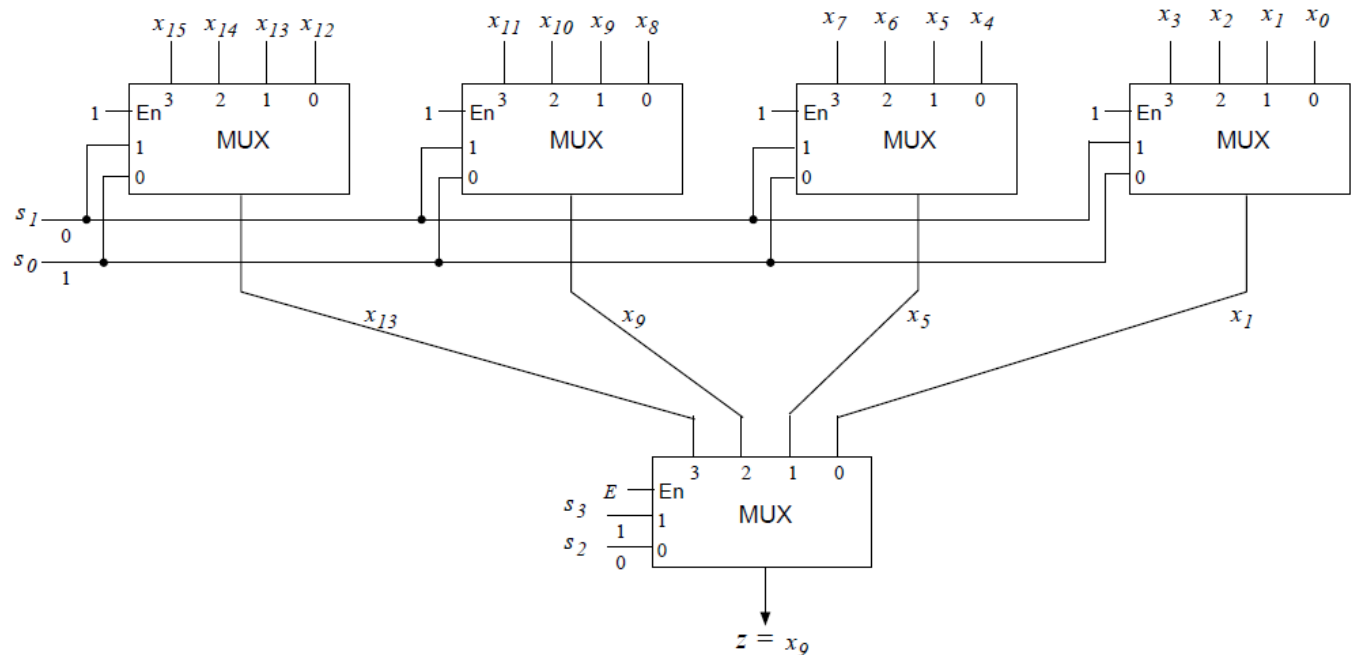 x15 x14 x13 x12 x11 x10 x9 x8 x7 x6 x5 x4 x3 x2 x1 x0
3 2 1 0 3 2 1 0 3 2 1 0 3 2 1 0
1 En 1 En 1 En 1 En
MUX MUX MUX MUX
1 1 1 1
0 0 0 0
s1
0
s0
1
x13 x9 x5 x1
3 2 1 0
E En
s3 1 MUX
1
s2 0
0
z = x9